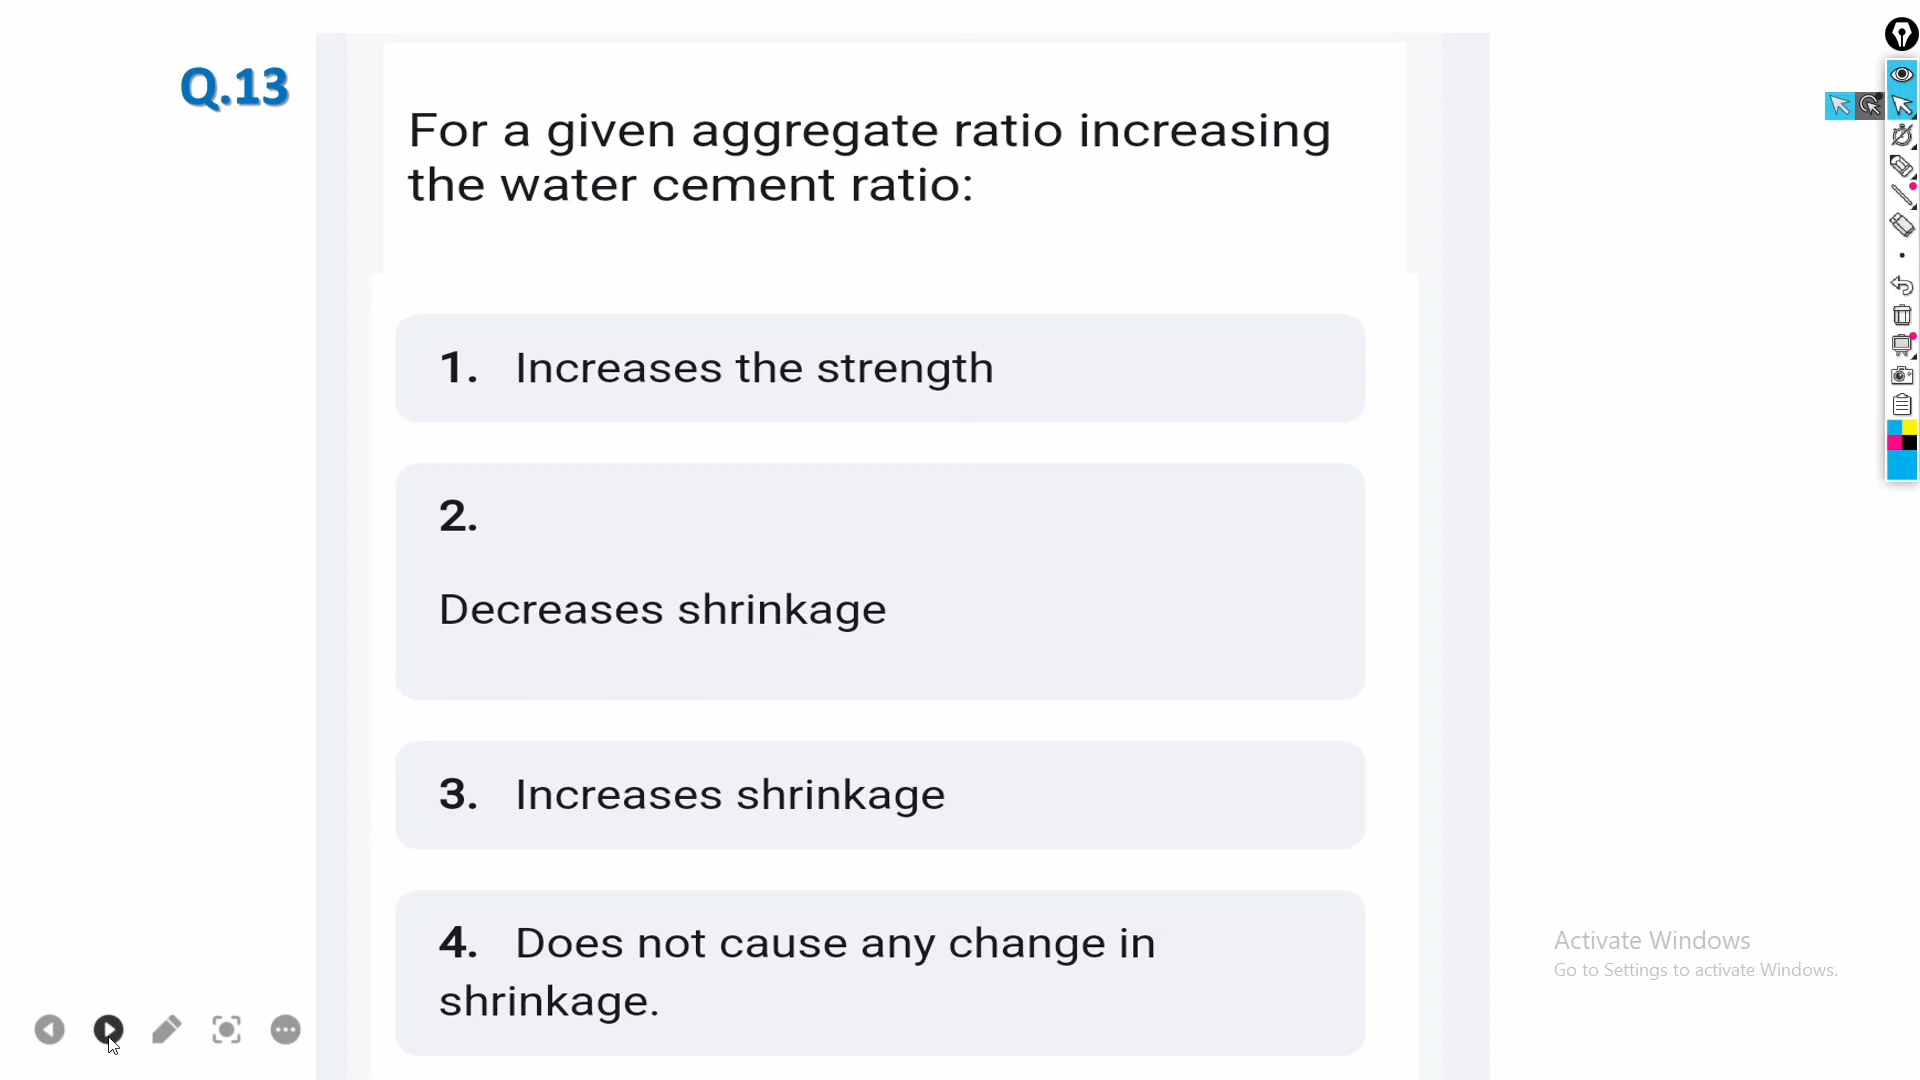 Q.13
For a given aggregate ratio increasing
the water cement ratio:
1. Increases the strength
2.
Decreases shrinkage
3. Increases shrinkage
4. Does not cause any change in
shrinkage.
Activate Windows
Go to Settings to activate Windows.